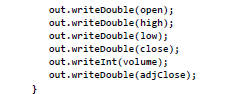 out.writeDouble(open);
out.writeDouble(high);
out.writeDouble(low);
out.writeDouble(close);
out.writeInt(volume);
out.writeDouble(adjClose);
}